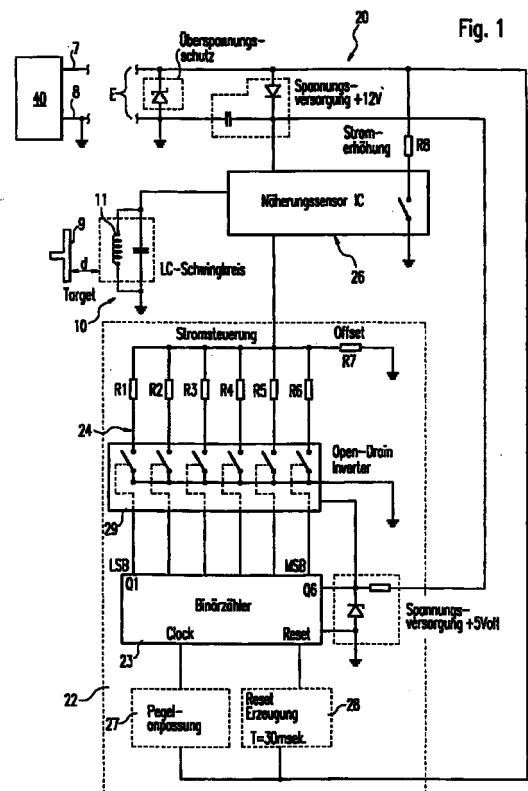 Fig. 1
20
7
40
8
E
Überspannungs-
schutz
Spannungs-
versorgung +12V
Strom-
erhöhung
R8
Näherungssensor IC
26
11
9
d
Target
10
LC-Schwingkreis
Stromsteuerung
Offset
R7
R1
R2
R3
R4
R5
R6
24
Open-Drain
Inverter
29
LSB
MSB
Q1
Q6
Binärzähler
23
Clock
Reset
Spannungs-
versorgung +5Volt
22
27
Pegel-
anpassung
Reset
Erzeugung
T=30msek.
28